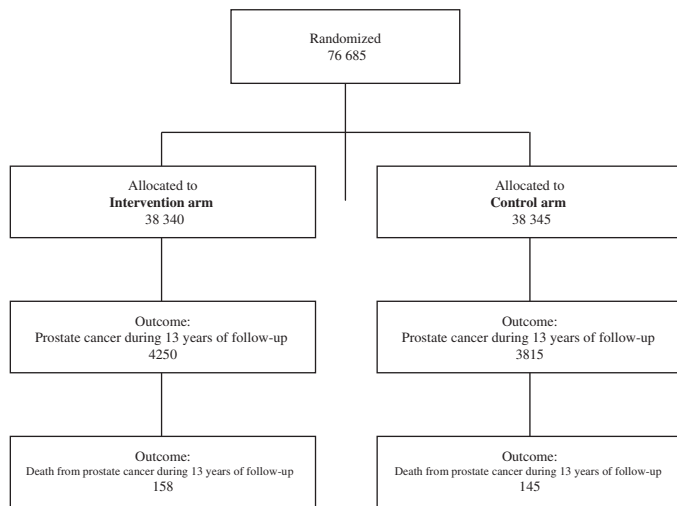 Randomized
76 685
Allocated to
Intervention arm
38 340
Allocated to
Control arm
38 345
Outcome:
Prostate cancer during 13 years of follow-up
4250
Outcome:
Prostate cancer during 13 years of follow-up
3815
Outcome:
Death from prostate cancer during 13 years of follow-up
158
Outcome:
Death from prostate cancer during 13 years of follow-up
145